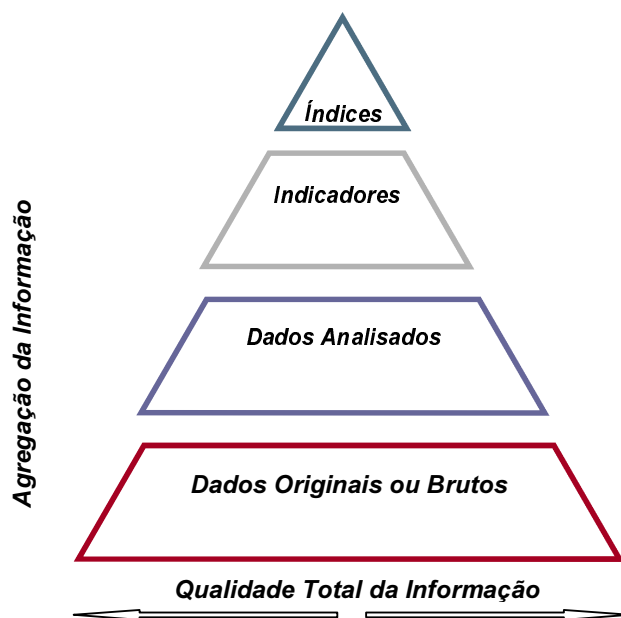 Índices
Indicadores
Agregação da Informação
Dados Analisados
Dados Originais ou Brutos
Qualidade Total da Informação